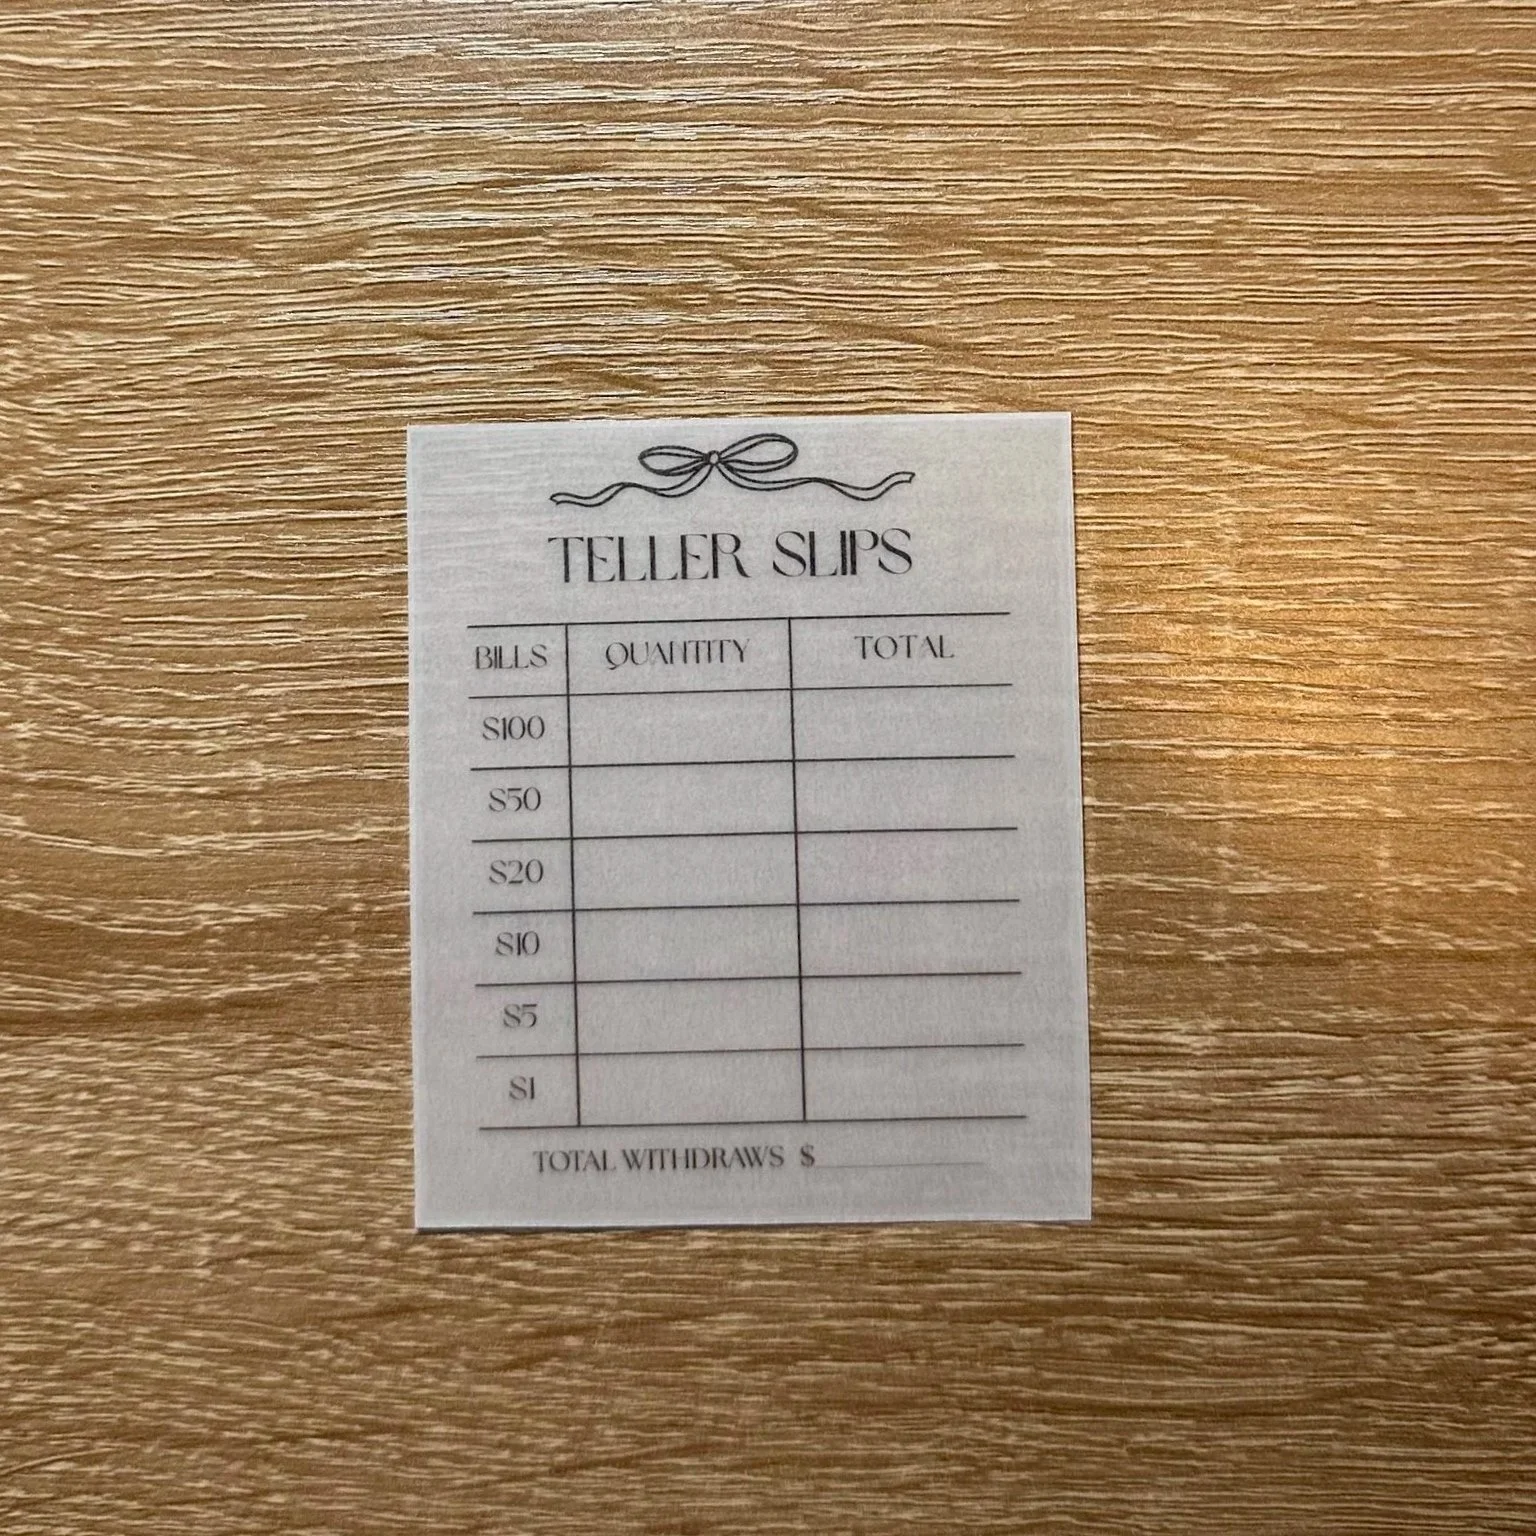 TELLER SLIPS
BILLS QUANTITY TOTAL
$100
$50
$20
$10
$5
$1
TOTAL WITHDRAWS $